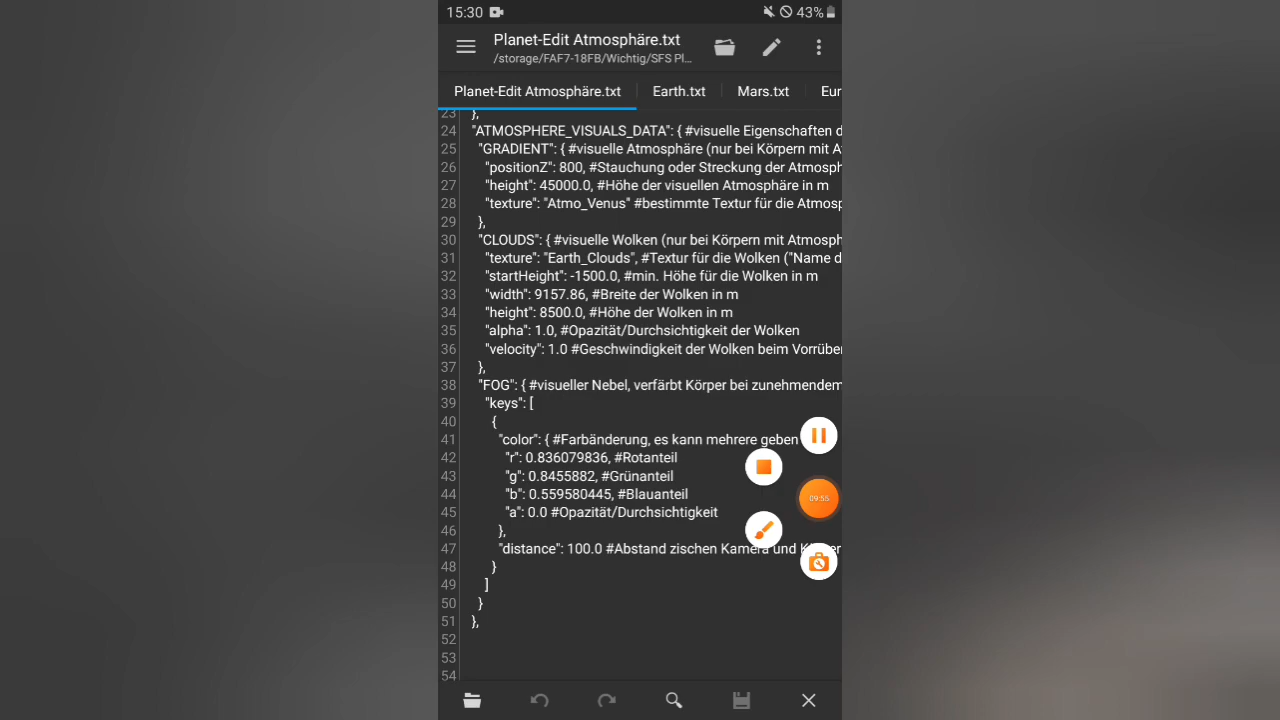 15:30
43%
Planet-Edit Atmosphäre.txt
/storage/FAF7-18FB/Wichtig/SFS Pl...
Planet-Edit Atmosphäre.txt Earth.txt Mars.txt Eur
23 },
24 "ATMOSPHERE_VISUALS_DATA": { #visuelle Eigenschaften d
25 "GRADIENT": { #visuelle Atmosphäre (nur bei Körpern mit A
26 "positionZ": 800, #Stauchung oder Streckung der Atmosph
27 "height": 45000.0, #Höhe der visuellen Atmosphäre in m
28 "texture": "Atmo_Venus" #bestimmte Textur für die Atmosp
29 },
30 "CLOUDS": { #visuelle Wolken (nur bei Körpern mit Atmosph
31 "texture": "Earth_Clouds", #Textur für die Wolken ("Name d
32 "startHeight": -1500.0, #min. Höhe für die Wolken in m
33 "width": 9157.86, #Breite der Wolken in m
34 "height": 8500.0, #Höhe der Wolken in m
35 "alpha": 1.0, #Opazität/Durchsichtigkeit der Wolken
36 "velocity": 1.0 #Geschwindigkeit der Wolken beim Vorrübe
37 },
38 "FOG": { #visueller Nebel, verfärbt Körper bei zunehmendem
39 "keys": [
40 {
41 "color": { #Farbänderung, es kann mehrere geben
42 "r": 0.836079836, #Rotanteil
43 "g": 0.8455882, #Grünanteil
44 "b": 0.559580445, #Blauanteil
45 "a": 0.0 #Opazität/Durchsichtigkeit
46 },
09:55
47 "distance": 100.0 #Abstand zischen Kamera und
48 }
49 ]
50 }
51 },
52
53
54